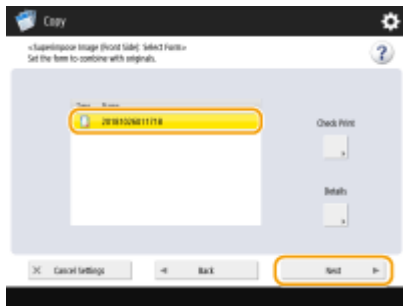 Copy
<Superimpose Image (Front Side): Select Form>
Set the form to combine with originals.
?
Type Name
20181026011718
Check Print
Details
Cancel Settings
Back
Next